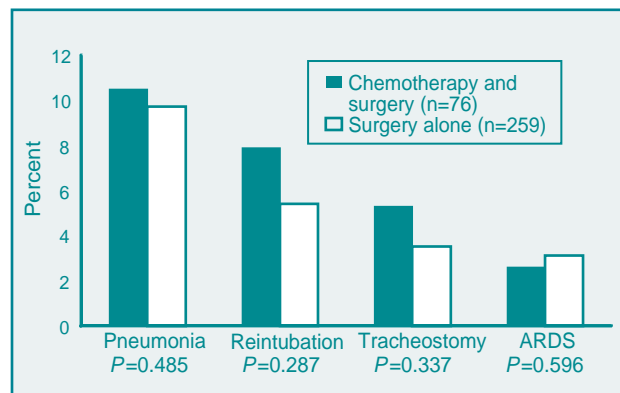 12
10
8
6
4
2
0
Percent
Chemotherapy and
surgery (n=76)
Surgery alone (n=259)
Pneumonia Reintubation Tracheostomy ARDS
P=0.485 P=0.287 P=0.337 P=0.596